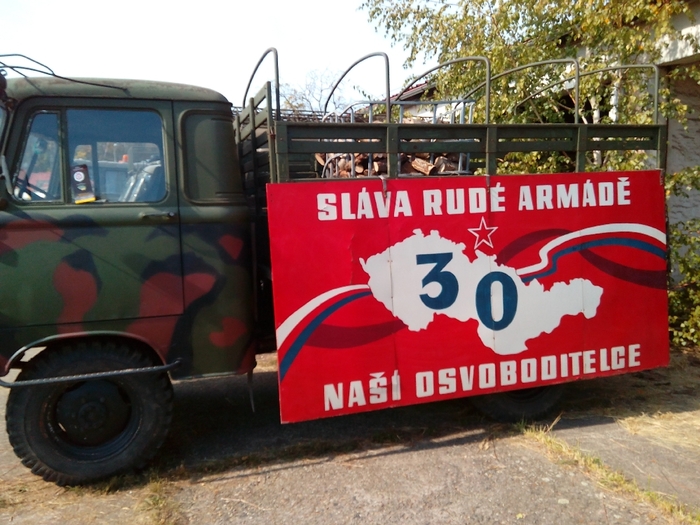 SLÁVA RUDÉ ARMÁDĚ
30
NAŠÍ OSVOBODITELCE